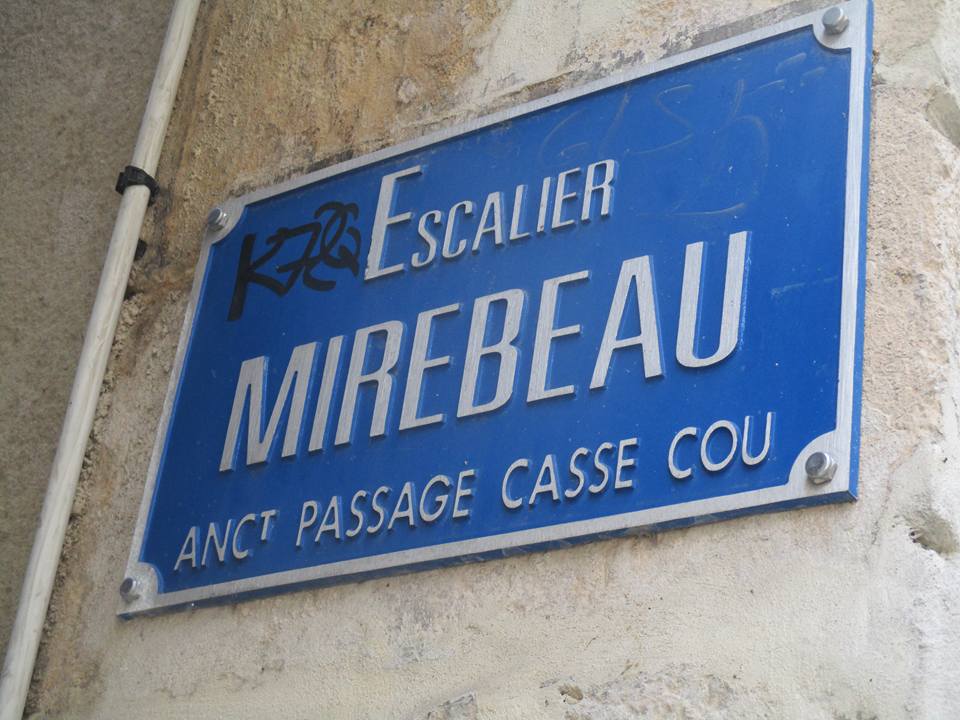 ESCALIER
MIREBEAU
ANCT PASSAGE CASSE COU